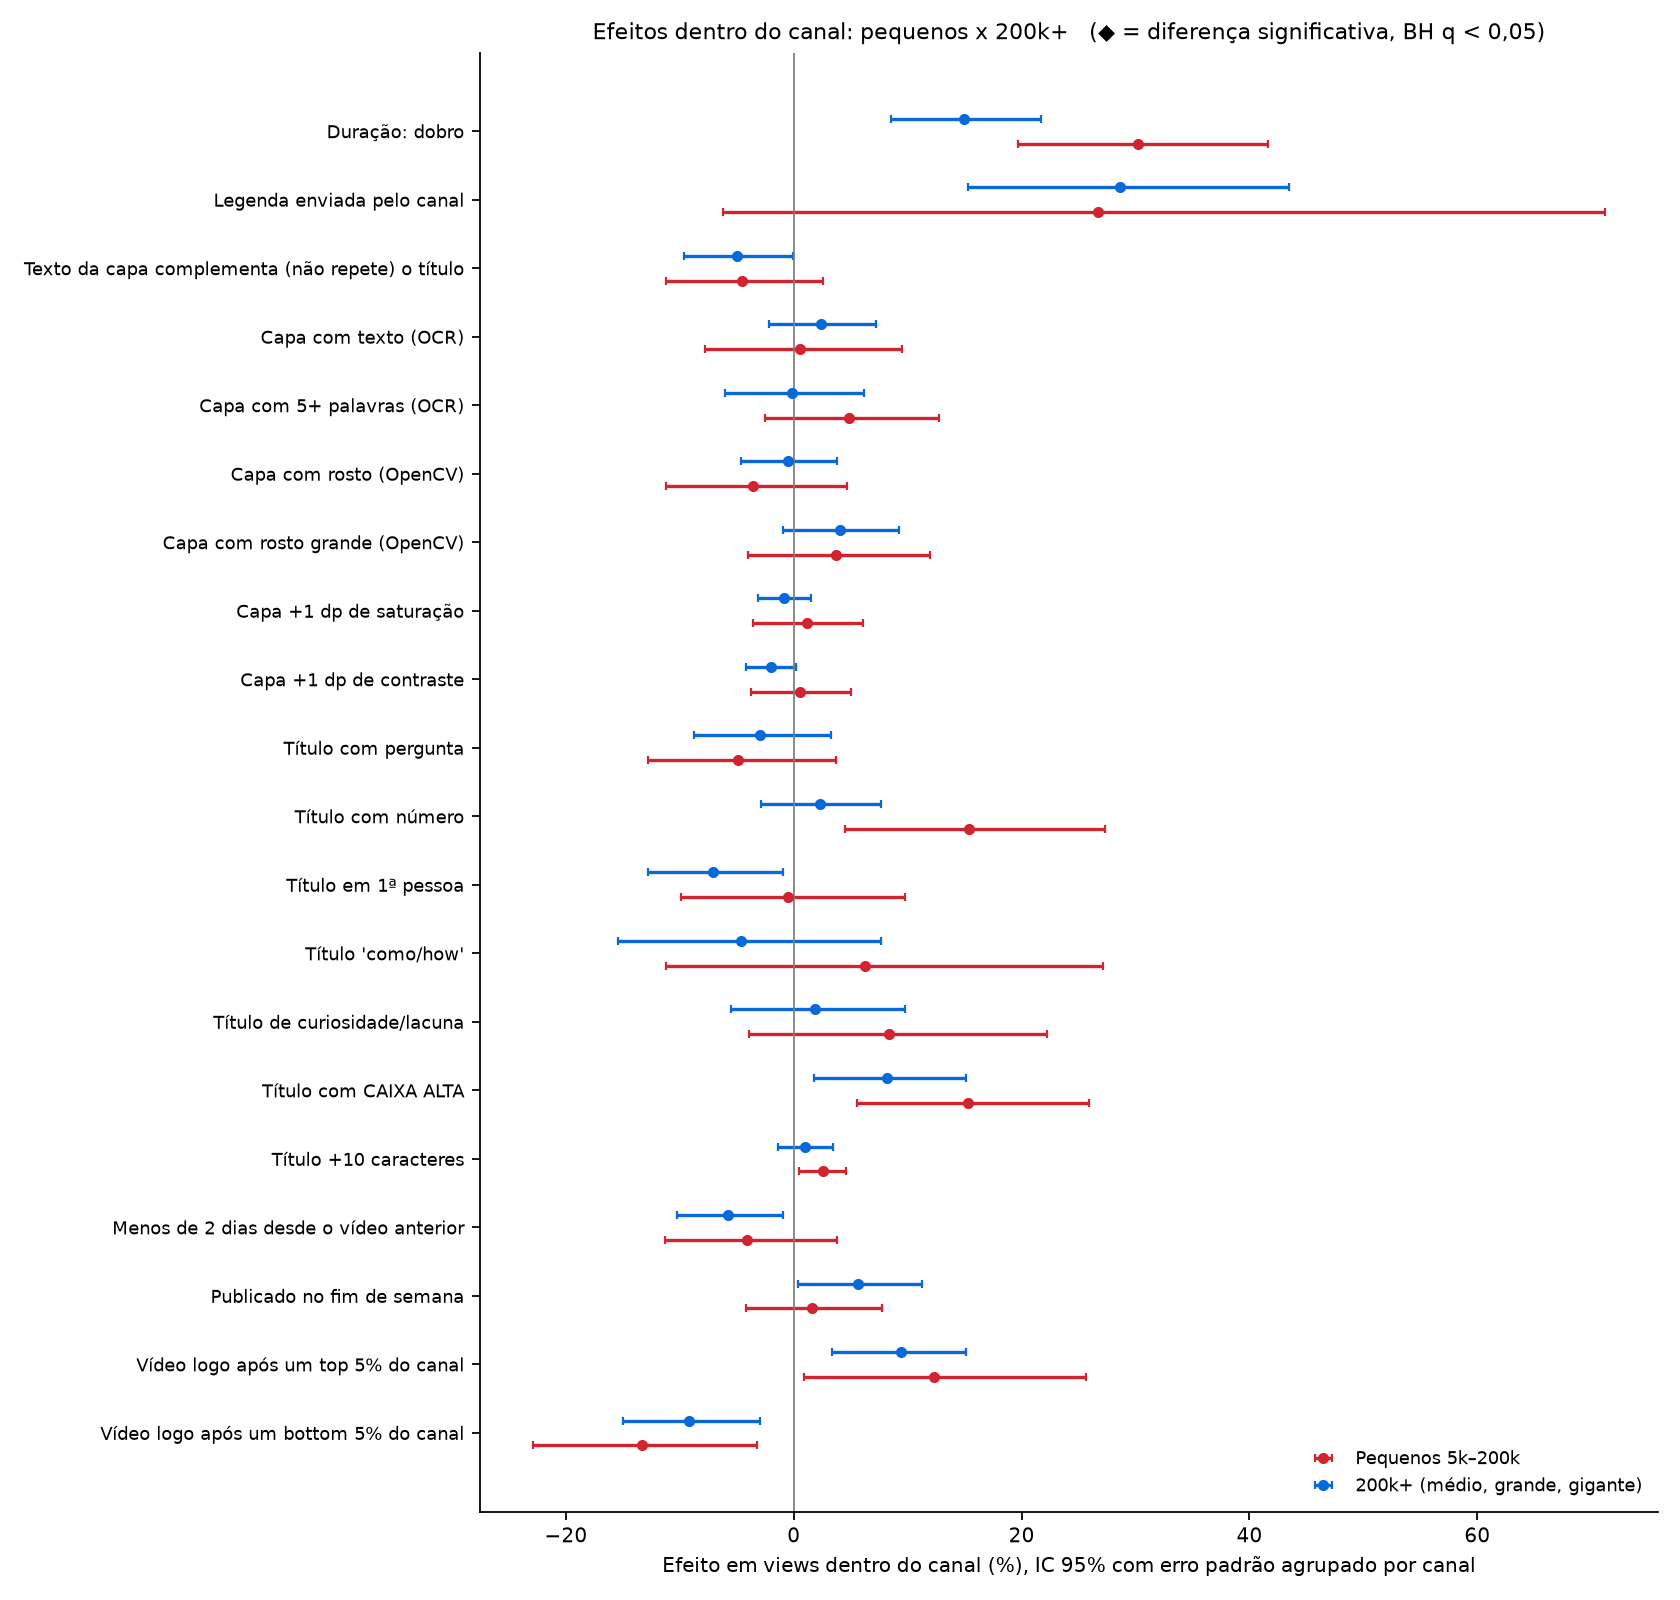 Efeitos dentro do canal: pequenos x 200k+ (◆ = diferença significativa, BH q < 0,05)
Duração: dobro
Legenda enviada pelo canal
Texto da capa complementa (não repete) o título
Capa com texto (OCR)
Capa com 5+ palavras (OCR)
Capa com rosto (OpenCV)
Capa com rosto grande (OpenCV)
Capa +1 dp de saturação
Capa +1 dp de contraste
Título com pergunta
Título com número
Título em 1ª pessoa
Título 'como/how'
Título de curiosidade/lacuna
Título com CAIXA ALTA
Título +10 caracteres
Menos de 2 dias desde o vídeo anterior
Publicado no fim de semana
Vídeo logo após um top 5% do canal
Vídeo logo após um bottom 5% do canal
Pequenos 5k–200k
200k+ (médio, grande, gigante)
−20 0 20 40 60
Efeito em views dentro do canal (%), IC 95% com erro padrão agrupado por canal